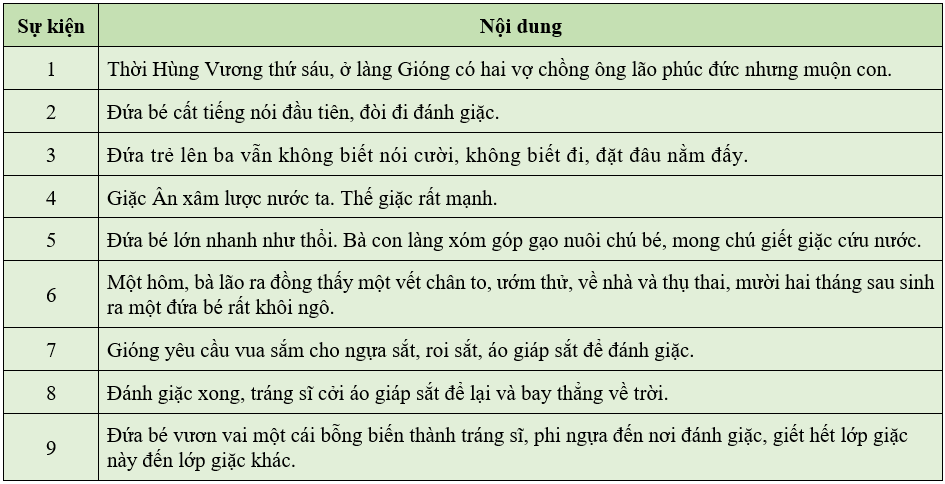 Sự kiện Nội dung
1 Thời Hùng Vương thứ sáu, ở làng Gióng có hai vợ chồng ông lão phúc đức nhưng muộn con.
2 Đứa bé cất tiếng nói đầu tiên, đòi đi đánh giặc.
3 Đứa trẻ lên ba vẫn không biết nói cười, không biết đi, đặt đâu nằm đấy.
4 Giặc Ân xâm lược nước ta. Thế giặc rất mạnh.
5 Đứa bé lớn nhanh như thổi. Bà con làng xóm góp gạo nuôi chú bé, mong chú giết giặc cứu nước.
6 Một hôm, bà lão ra đồng thấy một vết chân to, ướm thử, về nhà và thụ thai, mười hai tháng sau sinh
ra một đứa bé rất khôi ngô.
7 Gióng yêu cầu vua sắm cho ngựa sắt, roi sắt, áo giáp sắt để đánh giặc.
8 Đánh giặc xong, tráng sĩ cởi áo giáp sắt để lại và bay thẳng về trời.
9 Đứa bé vươn vai một cái bỗng biến thành tráng sĩ, phi ngựa đến nơi đánh giặc, giết hết lớp giặc
này đến lớp giặc khác.